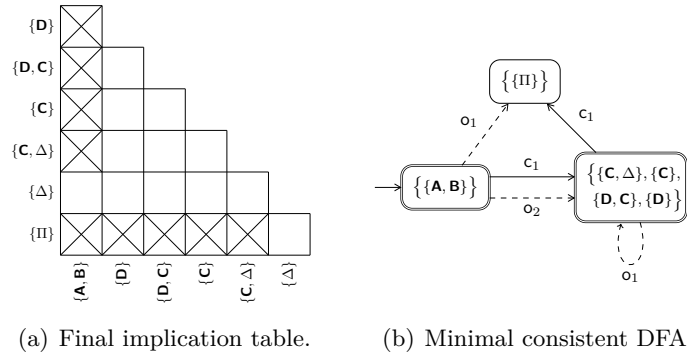 {D}
{D, C}
{C}
{C, Δ}
{Δ}
{Π}
{A, B}
{D}
{D, C}
{C}
{C, Δ}
{Δ}
(a) Final implication table.
{{Π}}
o₁
c₁
{{A, B}}
c₁
o₂
{{C, Δ}, {C},
{D, C}, {D}}
o₁
(b) Minimal consistent DFA